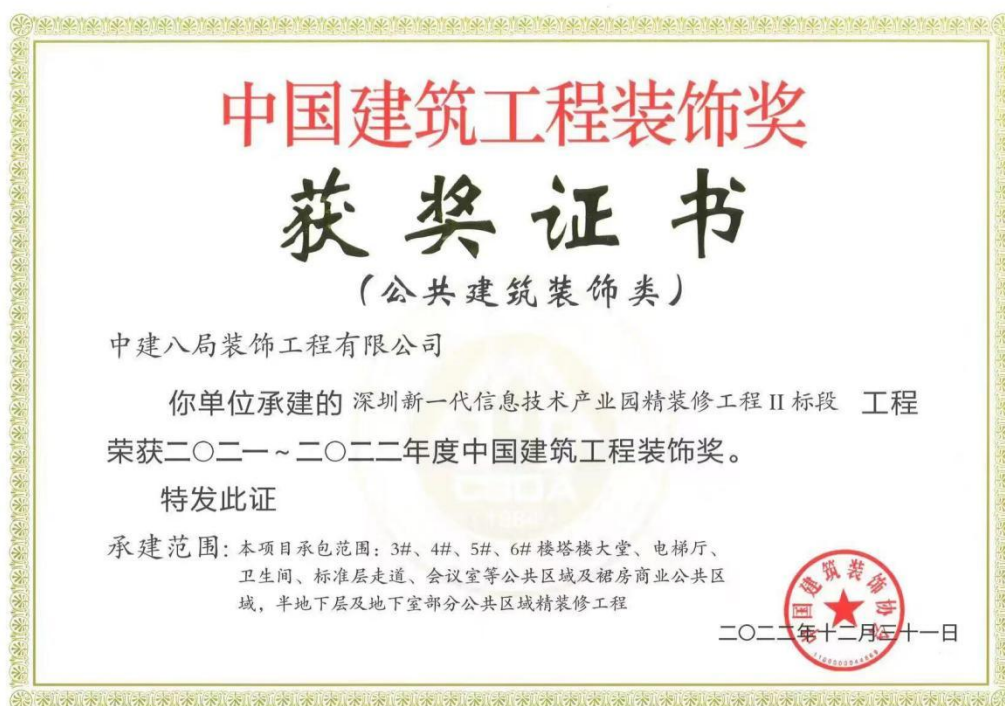 中国建筑工程装饰奖
获奖证书
(公共建筑装饰类)
中建八局装饰工程有限公司
你单位承建的 深圳新一代信息技术产业园精装修工程 II 标段 工程
荣获二〇二一~二〇二二年度中国建筑工程装饰奖。
特发此证
承建范围: 本项目承包范围:3#、4#、5#、6# 楼塔楼大堂、电梯厅、
卫生间、标准层走道、会议室等公共区域及裙房商业公共区
域,半地下层及地下室部分公共区域精装修工程
中国建筑装饰协会
二〇二二年十二月三十一日